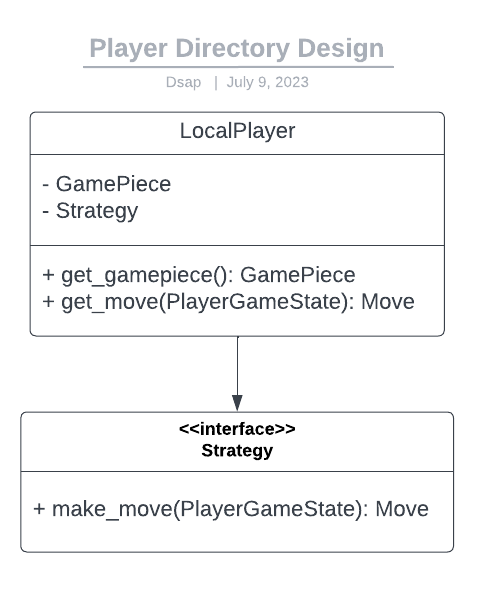 Player Directory Design
Dsap | July 9, 2023
LocalPlayer
- GamePiece
- Strategy
+ get_gamepiece(): GamePiece
+ get_move(PlayerGameState): Move
<<interface>>
Strategy
+ make_move(PlayerGameState): Move